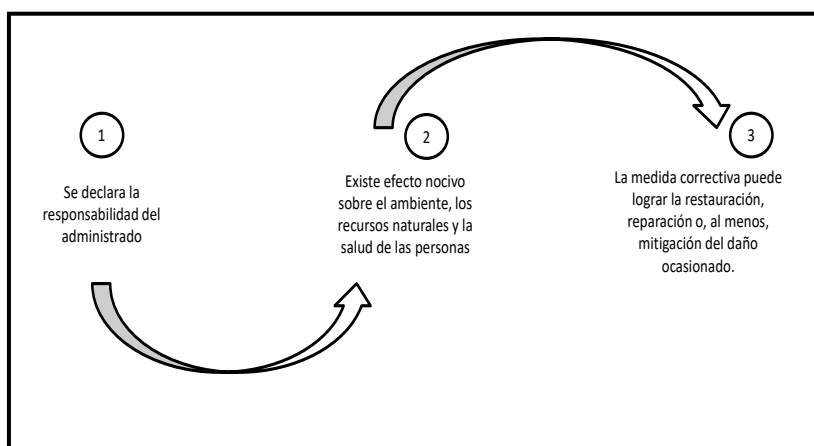 1
Se declara la
responsabilidad del
administrado
2
Existe efecto nocivo
sobre el ambiente, los
recursos naturales y la
salud de las personas
3
La medida correctiva puede
lograr la restauración,
reparación o, al menos,
mitigación del daño
ocasionado.